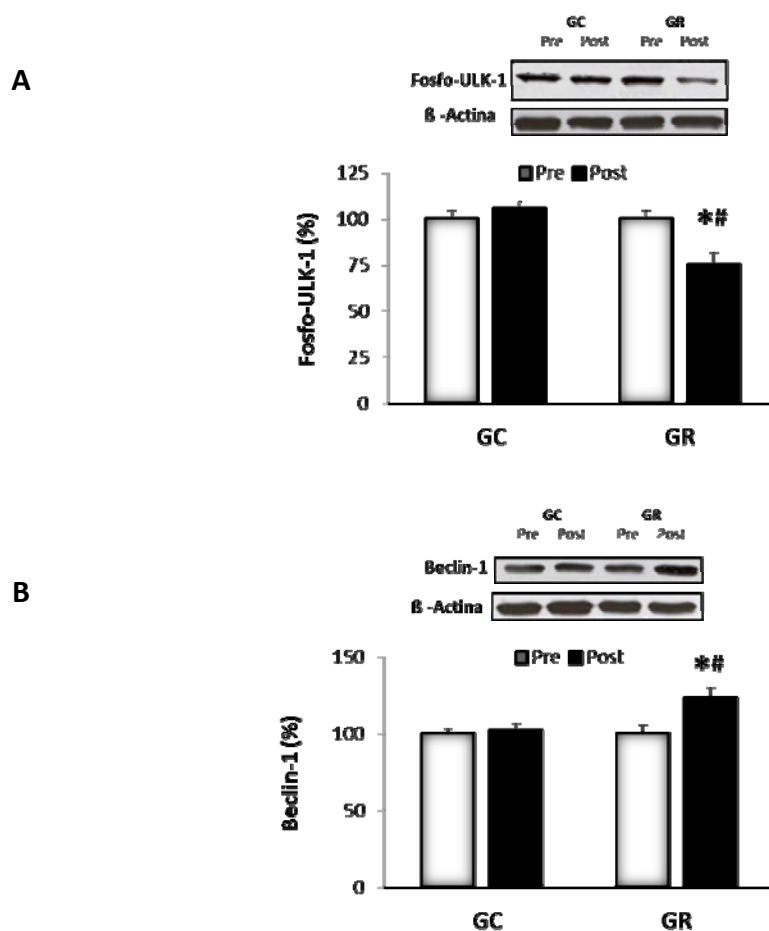 GC GR
Pre Post Pre Post
A
Fosfo-ULK-1
ß -Actina
125
Pre Post
100
*#
75
50
25
0
Fosfo-ULK-1 (%)
GC GR
GC GR
Pre Post Pre Post
Beclin-1
B
ß -Actina
150
Pre Post
*#
100
50
0
Beclin-1 (%)
GC GR